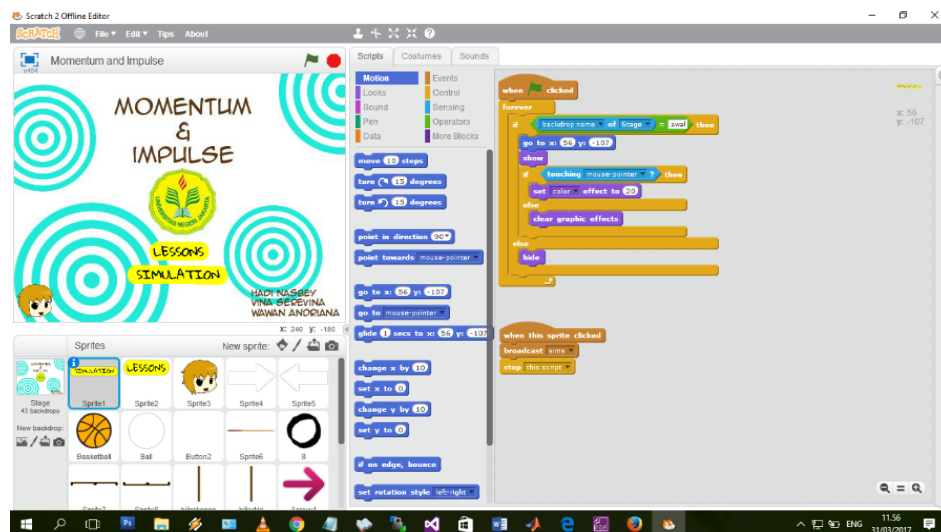 Scratch 2 Offline Editor
SCRATCH File Edit Tips About
v454 Momentum and Impulse
MOMENTUM
&
IMPULSE
UNIVERSITAS NEGERI JAKARTA
LESSONS
SIMULATION
HADI NASBEY
VINA SEREVINA
WAWAN ANDRIANA
X: 240 y: -180
Sprites New sprite:
Stage
43 backdrops
New backdrop:
SIMULATION
Sprite1
LESSONS
Sprite2
Sprite3
Sprite4
Sprite5
Basketball
Ball
Button2
Sprite6
8
Scripts Costumes Sounds
Motion Events
Looks Control
Sound Sensing
Pen Operators
Data More Blocks
move 10 steps
turn 15 degrees
turn 15 degrees
point in direction 90
point towards mouse-pointer
go to x: 56 y: -107
go to mouse-pointer
glide 1 secs to x: 56 y: -107
change x by 10
set x to 0
change y by 10
set y to 0
if on edge, bounce
set rotation style left-right
when clicked
forever
if backdrop name of Stage = awal then
go to x: 56 y: -107
show
if touching mouse-pointer ? then
set color effect to 20
else
clear graphic effects
else
hide
when this sprite clicked
broadcast sims
stop this script
x: 56
y: -107
ENG
11.56
31/03/2017